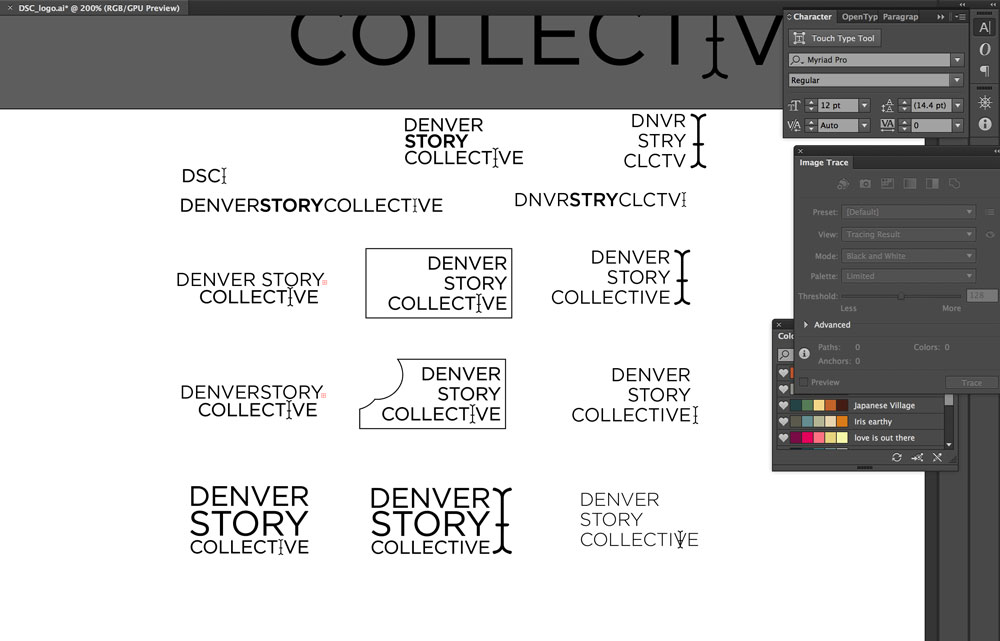 DSC_logo.ai* @ 200% (RGB/GPU Preview)
COLLECTIV
Character
OpenTyp
Paragrap
Touch Type Tool
Myriad Pro
Regular
12 pt
(14.4 pt)
Auto
0
DENVER
STORY
COLLECTIVE
DNVR
STRY
CLCTV
DSC
DENVERSTORYCOLLECTIVE
DNVRSTRYCLCTV
DENVER STORY
COLLECTIVE
DENVER
STORY
COLLECTIVE
DENVER
STORY
COLLECTIVE
DENVERSTORY
COLLECTIVE
DENVER
STORY
COLLECTIVE
DENVER
STORY
COLLECTIVE
DENVER
STORY
COLLECTIVE
DENVER
STORY
COLLECTIVE
DENVER
STORY
COLLECTIVE
Image Trace
Preset: [Default]
View: Tracing Result
Mode: Black and White
Palette: Limited
Threshold: 128
Less More
Advanced
Paths: 0 Colors: 0
Anchors: 0
Preview
Trace
Colo
Japanese Village
Iris earthy
love is out there